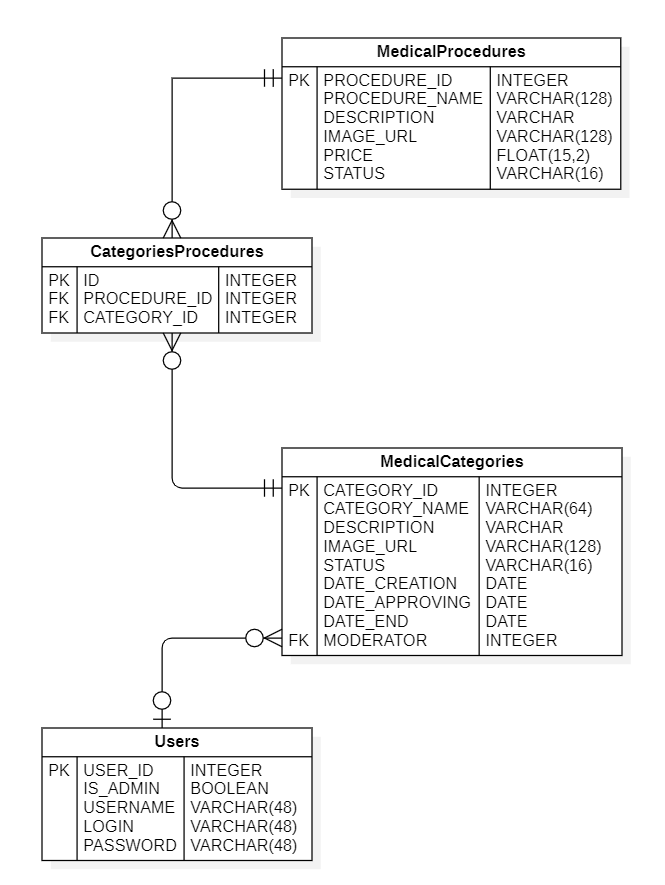 MedicalProcedures
PK PROCEDURE_ID INTEGER
PROCEDURE_NAME VARCHAR(128)
DESCRIPTION VARCHAR
IMAGE_URL VARCHAR(128)
PRICE FLOAT(15,2)
STATUS VARCHAR(16)
CategoriesProcedures
PK ID INTEGER
FK PROCEDURE_ID INTEGER
FK CATEGORY_ID INTEGER
MedicalCategories
PK CATEGORY_ID INTEGER
CATEGORY_NAME VARCHAR(64)
DESCRIPTION VARCHAR
IMAGE_URL VARCHAR(128)
STATUS VARCHAR(16)
DATE_CREATION DATE
DATE_APPROVING DATE
DATE_END DATE
FK MODERATOR INTEGER
Users
PK USER_ID INTEGER
IS_ADMIN BOOLEAN
USERNAME VARCHAR(48)
LOGIN VARCHAR(48)
PASSWORD VARCHAR(48)